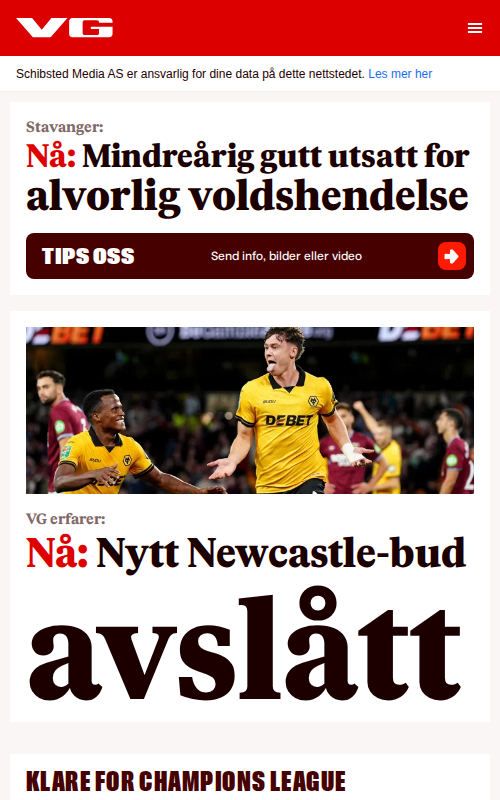 VG
Schibsted Media AS er ansvarlig for dine data på dette nettstedet. Les mer her
Stavanger:
Nå: Mindreårig gutt utsatt for
alvorlig voldshendelse
TIPS OSS
Send info, bilder eller video
DEBET
VG erfarer:
Nå: Nytt Newcastle-bud
avslått
KLARE FOR CHAMPIONS LEAGUE